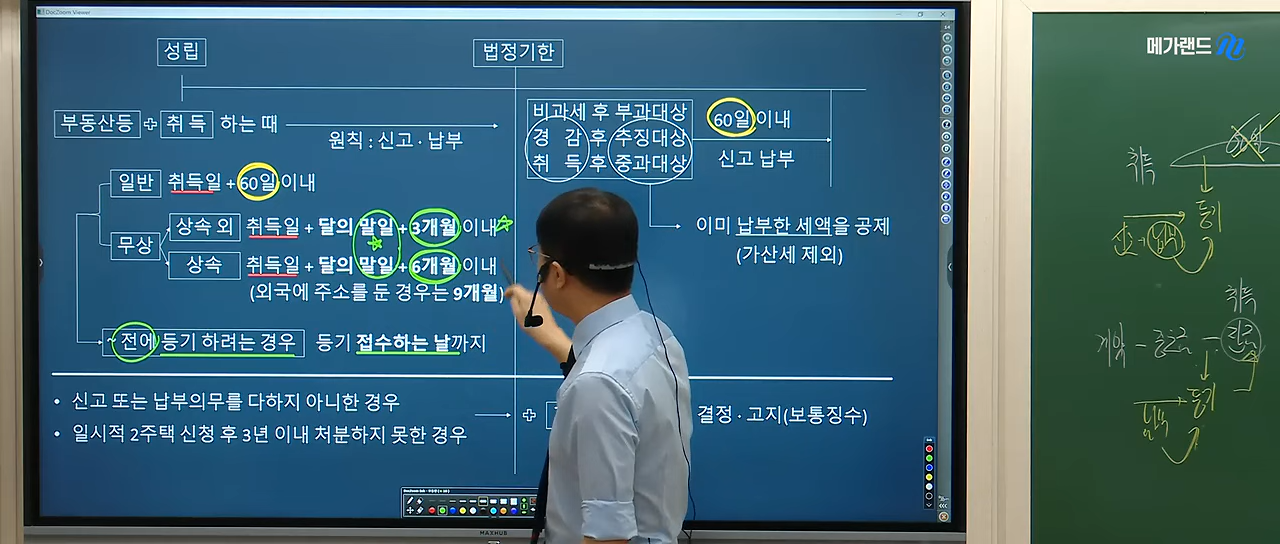 DocZoom Viewer
메가랜드
성립
법정기한
부동산등 + 취득 하는 때
원칙 : 신고 · 납부
비과세 후 부과대상
경 감 후 추징대상
취 득 후 중과대상
60일 이내
신고 납부
일반 취득일 + 60일 이내
무상
상속 외 취득일 + 달의 말일 + 3개월 이내
상속 취득일 + 달의 말일 + 6개월 이내
(외국에 주소를 둔 경우는 9개월)
이미 납부한 세액을 공제
(가산세 제외)
~ 전에 등기 하려는 경우 등기 접수하는 날까지
• 신고 또는 납부의무를 다하지 아니한 경우
• 일시적 2주택 신청 후 3년 이내 처분하지 못한 경우
+
결정 · 고지(보통징수)
MAXHUB
취득
60일
등기
취득
계약 - 중도금 - 잔금
등기